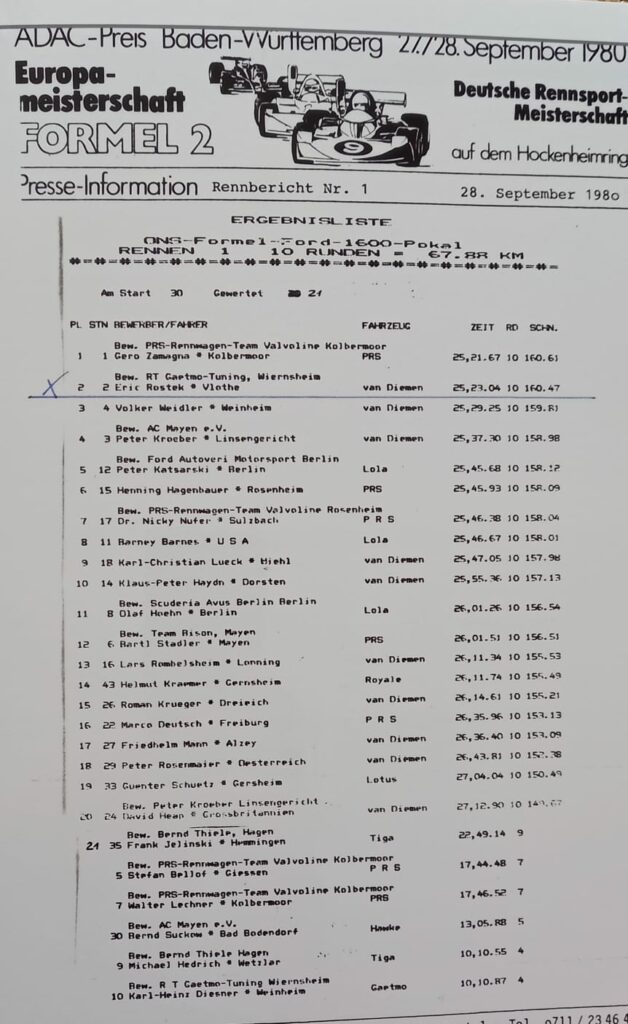 ADAC-Preis Baden-Württemberg 27./28. September 1980
Europa-
meisterschaft
FORMEL 2
9
Deutsche Rennsport-
Meisterschaft
auf dem Hockenheimring
Presse-Information Rennbericht Nr. 1 28. September 198o
ERGEBNISLISTE
ONS-Formel-Ford-1600-Pokal
RENNEN 1 10 RUNDEN = 67.88 KM
Am Start 30 Gewertet 21
PL STN BEWERBER/FAHRER FAHRZEUG ZEIT RD SCHN.
Bew. PRS-Rennwagen-Team Valvoline Kolbermoor
1 1 Gero Zamagna * Kolbermoor PRS 25,21.67 10 160.61
Bew. RT Gaetmo-Tuning, Wiernsheim
X 2 2 Eric Rostek * Vlothe van Diemen 25,23.04 10 160.47
3 4 Volker Weidler * Weinheim van Diemen 25,29.25 10 159.81
Bew. AC Mayen e.V.
4 3 Peter Kroeber * Linsengericht van Diemen 25,37.30 10 158.98
Bew. Ford Autoveri Motorsport Berlin
5 12 Peter Katsarski * Berlin Lola 25,45.68 10 158.12
6 15 Henning Hagenbauer * Rosenheim PRS 25,45.93 10 158.09
Bew. PRS-Rennwagen-Team Valvoline Rosenheim
7 17 Dr. Nicky Nufer * Sulzbach P R S 25,46.38 10 158.04
8 11 Barney Barnes * U S A Lola 25,46.67 10 158.01
9 18 Karl-Christian Lueck * van Diemen 25,47.05 10 157.98
10 14 Klaus-Peter Haydn * Dorsten van Diemen 25,55.36 10 157.13
Bew. Scuderia Avus Berlin Berlin
11 8 Olaf Hoehn * Berlin Lola 26,01.26 10 156.54
Bew. Team Bison, Mayen
12 6 Bartl Stadler * Mayen PRS 26,01.51 10 156.51
13 16 Lars Rombelsheim * Lonning van Diemen 26,11.34 10 155.53
14 43 Helmut Kraemer * Gernsheim Royale 26,11.74 10 155.49
15 26 Roman Krueger * Dreieich van Diemen 26,14.61 10 155.21
16 22 Marco Deutsch * Freiburg P R S 26,35.96 10 153.13
17 27 Friedhelm Mann * Alzey van Diemen 26,36.40 10 153.09
18 29 Peter Rosenmaier * Oesterreich van Diemen 26,43.81 10 152.38
19 33 Guenter Schuetz * Gersheim Lotus 27,04.04 10 150.49
Bew. Peter Kroeber Linsengericht
20 24 David Heap * Grossbritannien van Diemen 27,12.90 10
Bew. Bernd Thiele, Hagen
21 35 Frank Jelinski * Hemmingen Tiga 22,49.14 9
Bew. PRS-Rennwagen-Team Valvoline Kolbermoor
5 Stefan Bellof * Giessen P R S 17,44.48 7
Bew. PRS-Rennwagen-Team Valvoline Kolbermoor
7 Walter Lechner * Kolbermoor PRS 17,46.52 7
Bew. AC Mayen e.V.
30 Bernd Suckow * Bad Bodendorf Hawke 13,05.88 5
Bew. Bernd Thiele Hagen
9 Michael Hedrich * Wetzlar Tiga 10,10.55 4
Bew. R T Gaetmo-Tuning Wiernsheim
10 Karl-Heinz Diesner * Weinheim Gaetmo 10,10.87 4
Tel. 0711 / 23 46 4